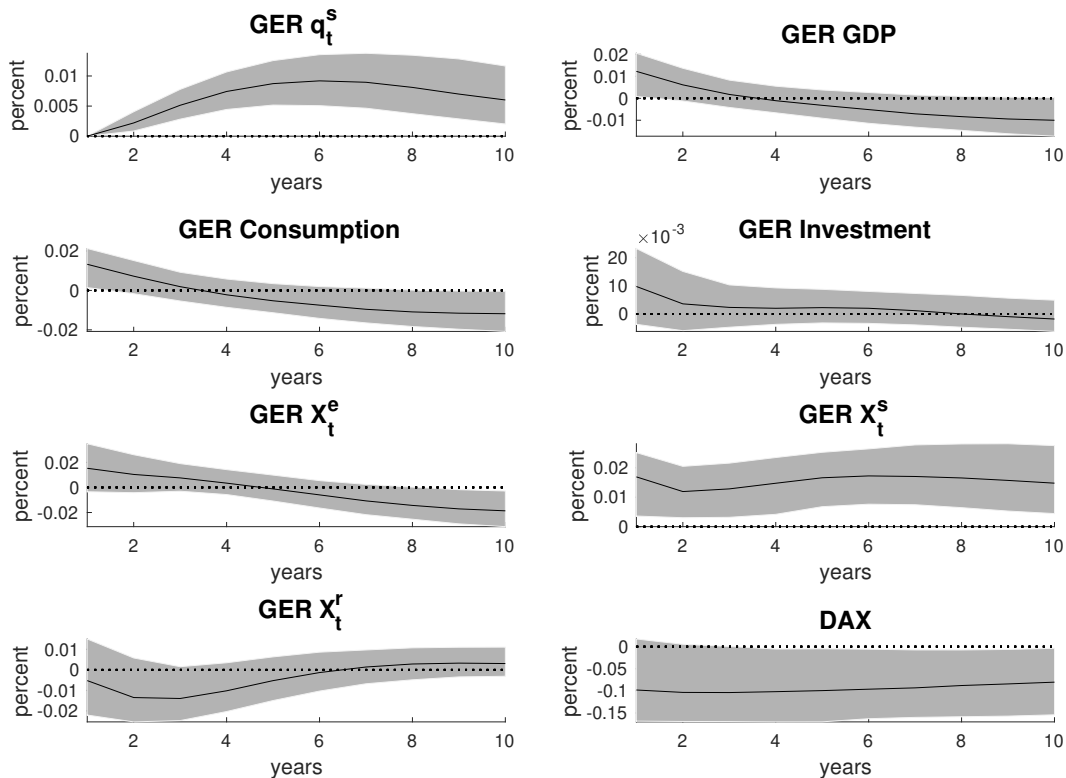 GER q_t^s
percent
0.01
0.005
0
2 4 6 8 10
years
GER GDP
percent
0.02
0.01
0
-0.01
2 4 6 8 10
years
GER Consumption
percent
0.02
0
-0.02
2 4 6 8 10
years
GER Investment
×10^-3
percent
20
10
0
2 4 6 8 10
years
GER X_t^e
percent
0.02
0
-0.02
2 4 6 8 10
years
GER X_t^s
percent
0.02
0.01
0
2 4 6 8 10
years
GER X_t^r
percent
0.01
0
-0.01
-0.02
2 4 6 8 10
years
DAX
percent
0
-0.05
-0.1
-0.15
2 4 6 8 10
years